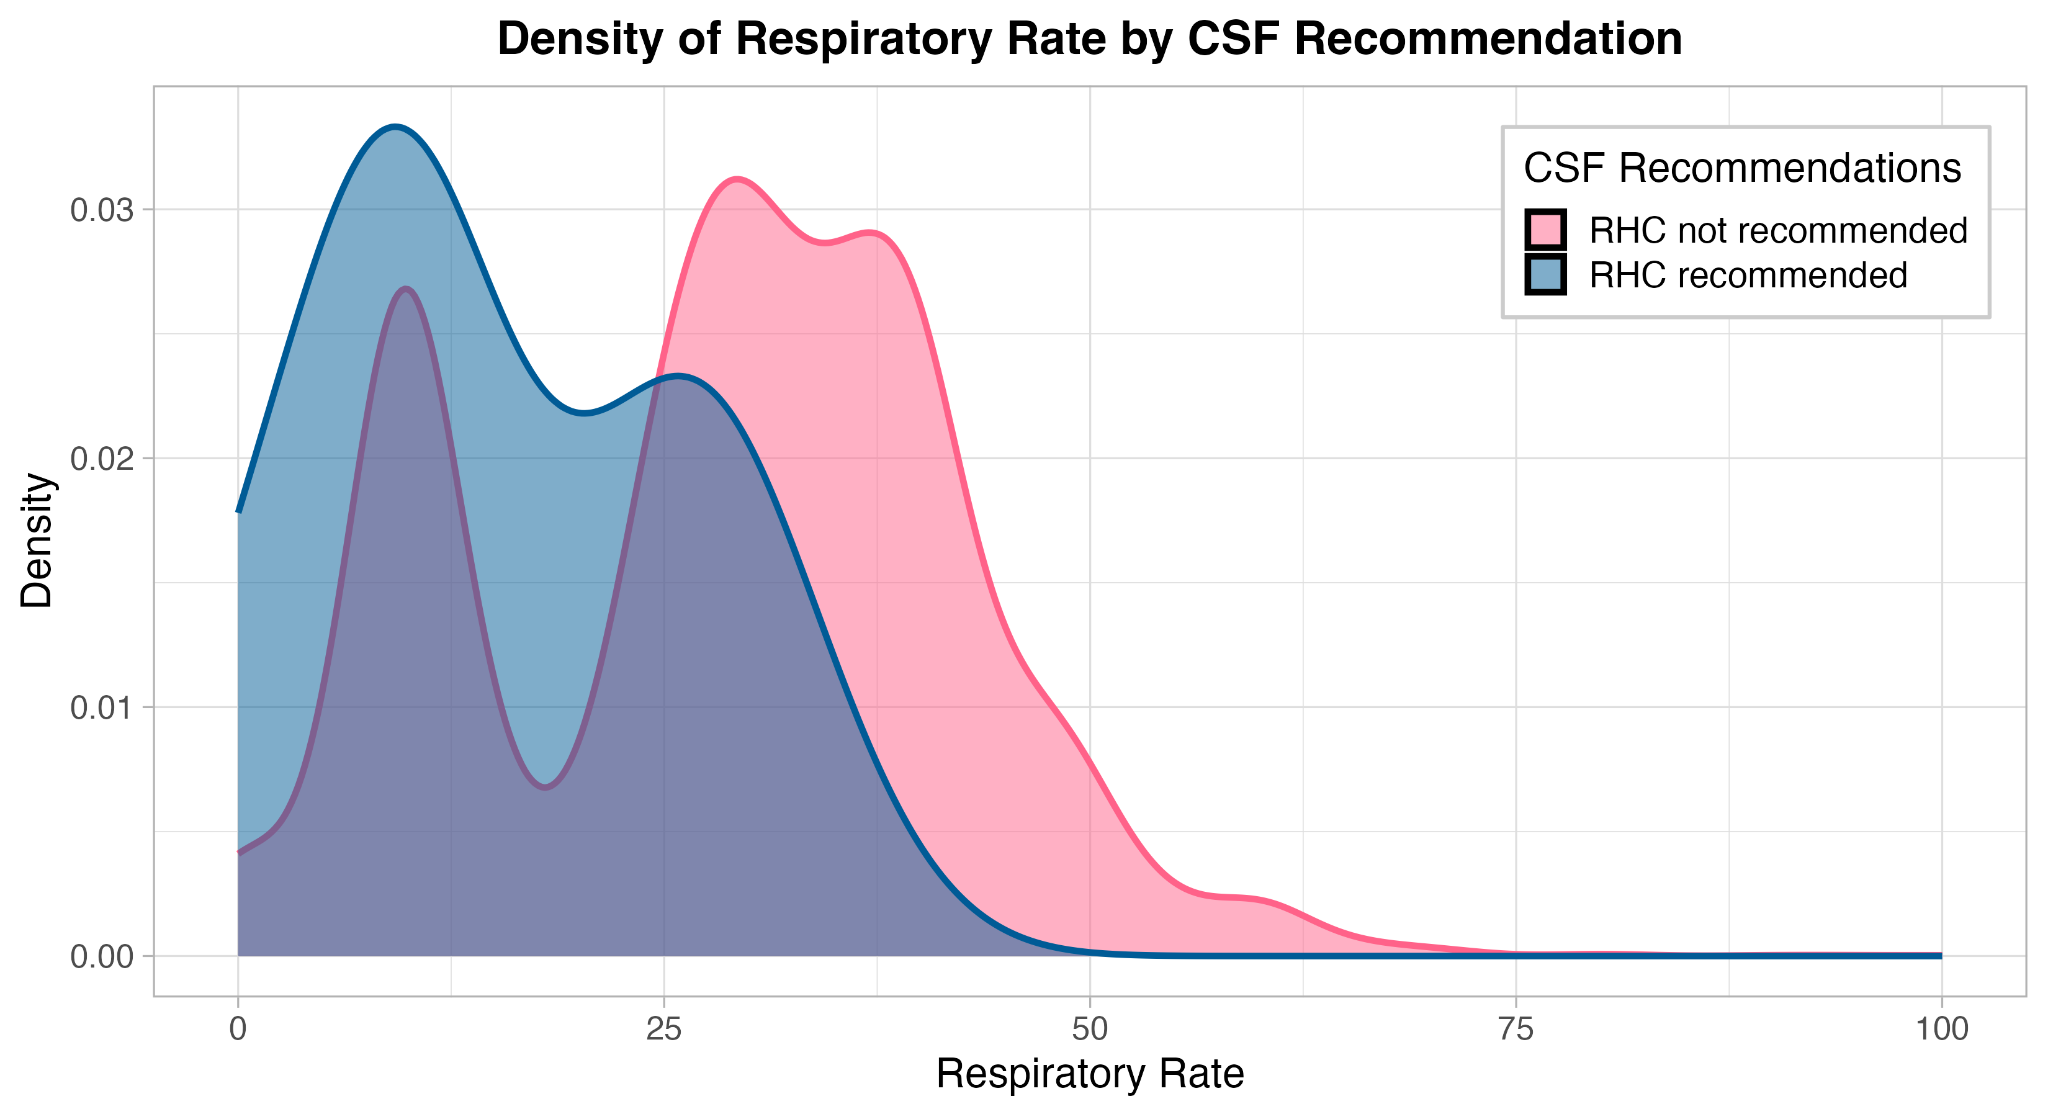 Density of Respiratory Rate by CSF Recommendation
CSF Recommendations
RHC not recommended
RHC recommended
0.03
0.02
0.01
0.00
Density
0 25 50 75 100
Respiratory Rate